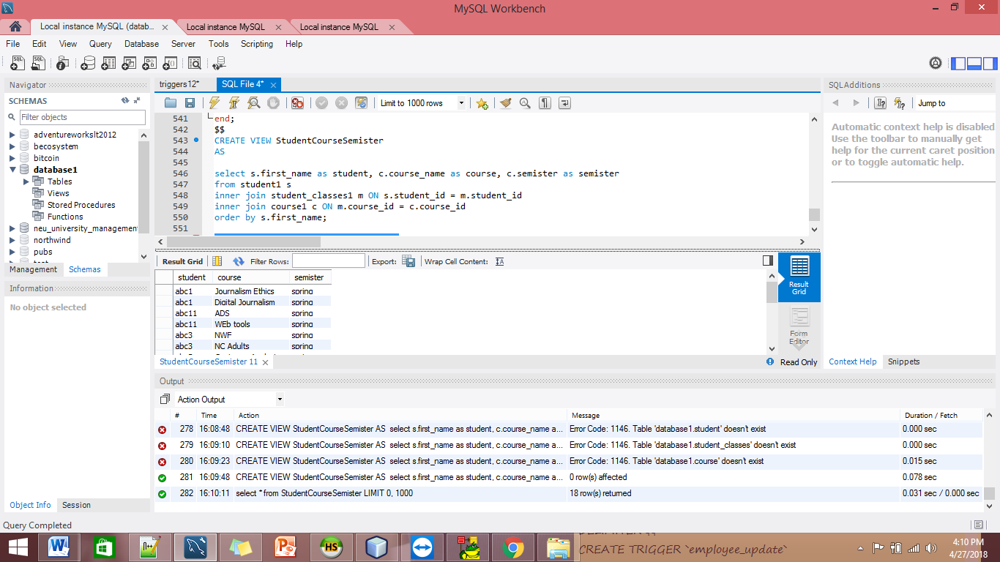 MySQL Workbench
Local instance MySQL (datab... Local instance MySQL Local instance MySQL
File Edit View Query Database Server Tools Scripting Help
Navigator
SCHEMAS
Filter objects
adventureworkslt2012
becosystem
bitcoin
database1
Tables
Views
Stored Procedures
Functions
neu_university_management
northwind
pubs
Management Schemas
Information
No object selected
Object Info Session
triggers12* SQL File 4*
Limit to 1000 rows
541 end;
542 $$
543 CREATE VIEW StudentCourseSemister
544 AS
545
546 select s.first_name as student, c.course_name as course, c.semister as semister
547 from student1 s
548 inner join student_classes1 m ON s.student_id = m.student_id
549 inner join course1 c ON m.course_id = c.course_id
550 order by s.first_name;
551
Result Grid Filter Rows: Export: Wrap Cell Content:
student course semister
abc1 Journalism Ethics spring
abc1 Digital Journalism spring
abc11 ADS spring
abc11 WEb tools spring
abc3 NWF spring
abc3 NC Adults spring
Result
Grid
Form
Editor
StudentCourseSemister 11
Read Only
SQLAdditions
Jump to
Automatic context help is disabled.
Use the toolbar to manually get
help for the current caret position
or to toggle automatic help.
Context Help Snippets
Output
Action Output
# Time Action Message Duration / Fetch
278 16:08:48 CREATE VIEW StudentCourseSemister AS select s.first_name as student, c.course_name a... Error Code: 1146. Table 'database1.student' doesn't exist 0.000 sec
279 16:09:10 CREATE VIEW StudentCourseSemister AS select s.first_name as student, c.course_name a... Error Code: 1146. Table 'database1.student_classes' doesn't exist 0.000 sec
280 16:09:23 CREATE VIEW StudentCourseSemister AS select s.first_name as student, c.course_name a... Error Code: 1146. Table 'database1.course' doesn't exist 0.015 sec
281 16:09:48 CREATE VIEW StudentCourseSemister AS select s.first_name as student, c.course_name a... 0 row(s) affected 0.078 sec
282 16:10:11 select * from StudentCourseSemister LIMIT 0, 1000 18 row(s) returned 0.031 sec / 0.000 sec
Query Completed
CREATE TRIGGER `employee_update`
4:10 PM
4/27/2018